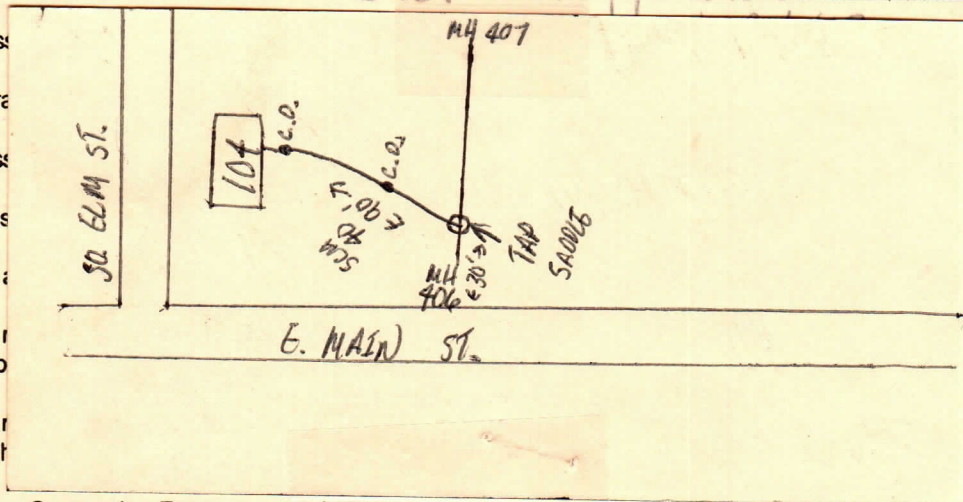 MH 407
SO ELM ST.
104
C.O.
C.O.
90'
SCH 40
TAP
SADDLE
30'
MH
406
E. MAIN ST.